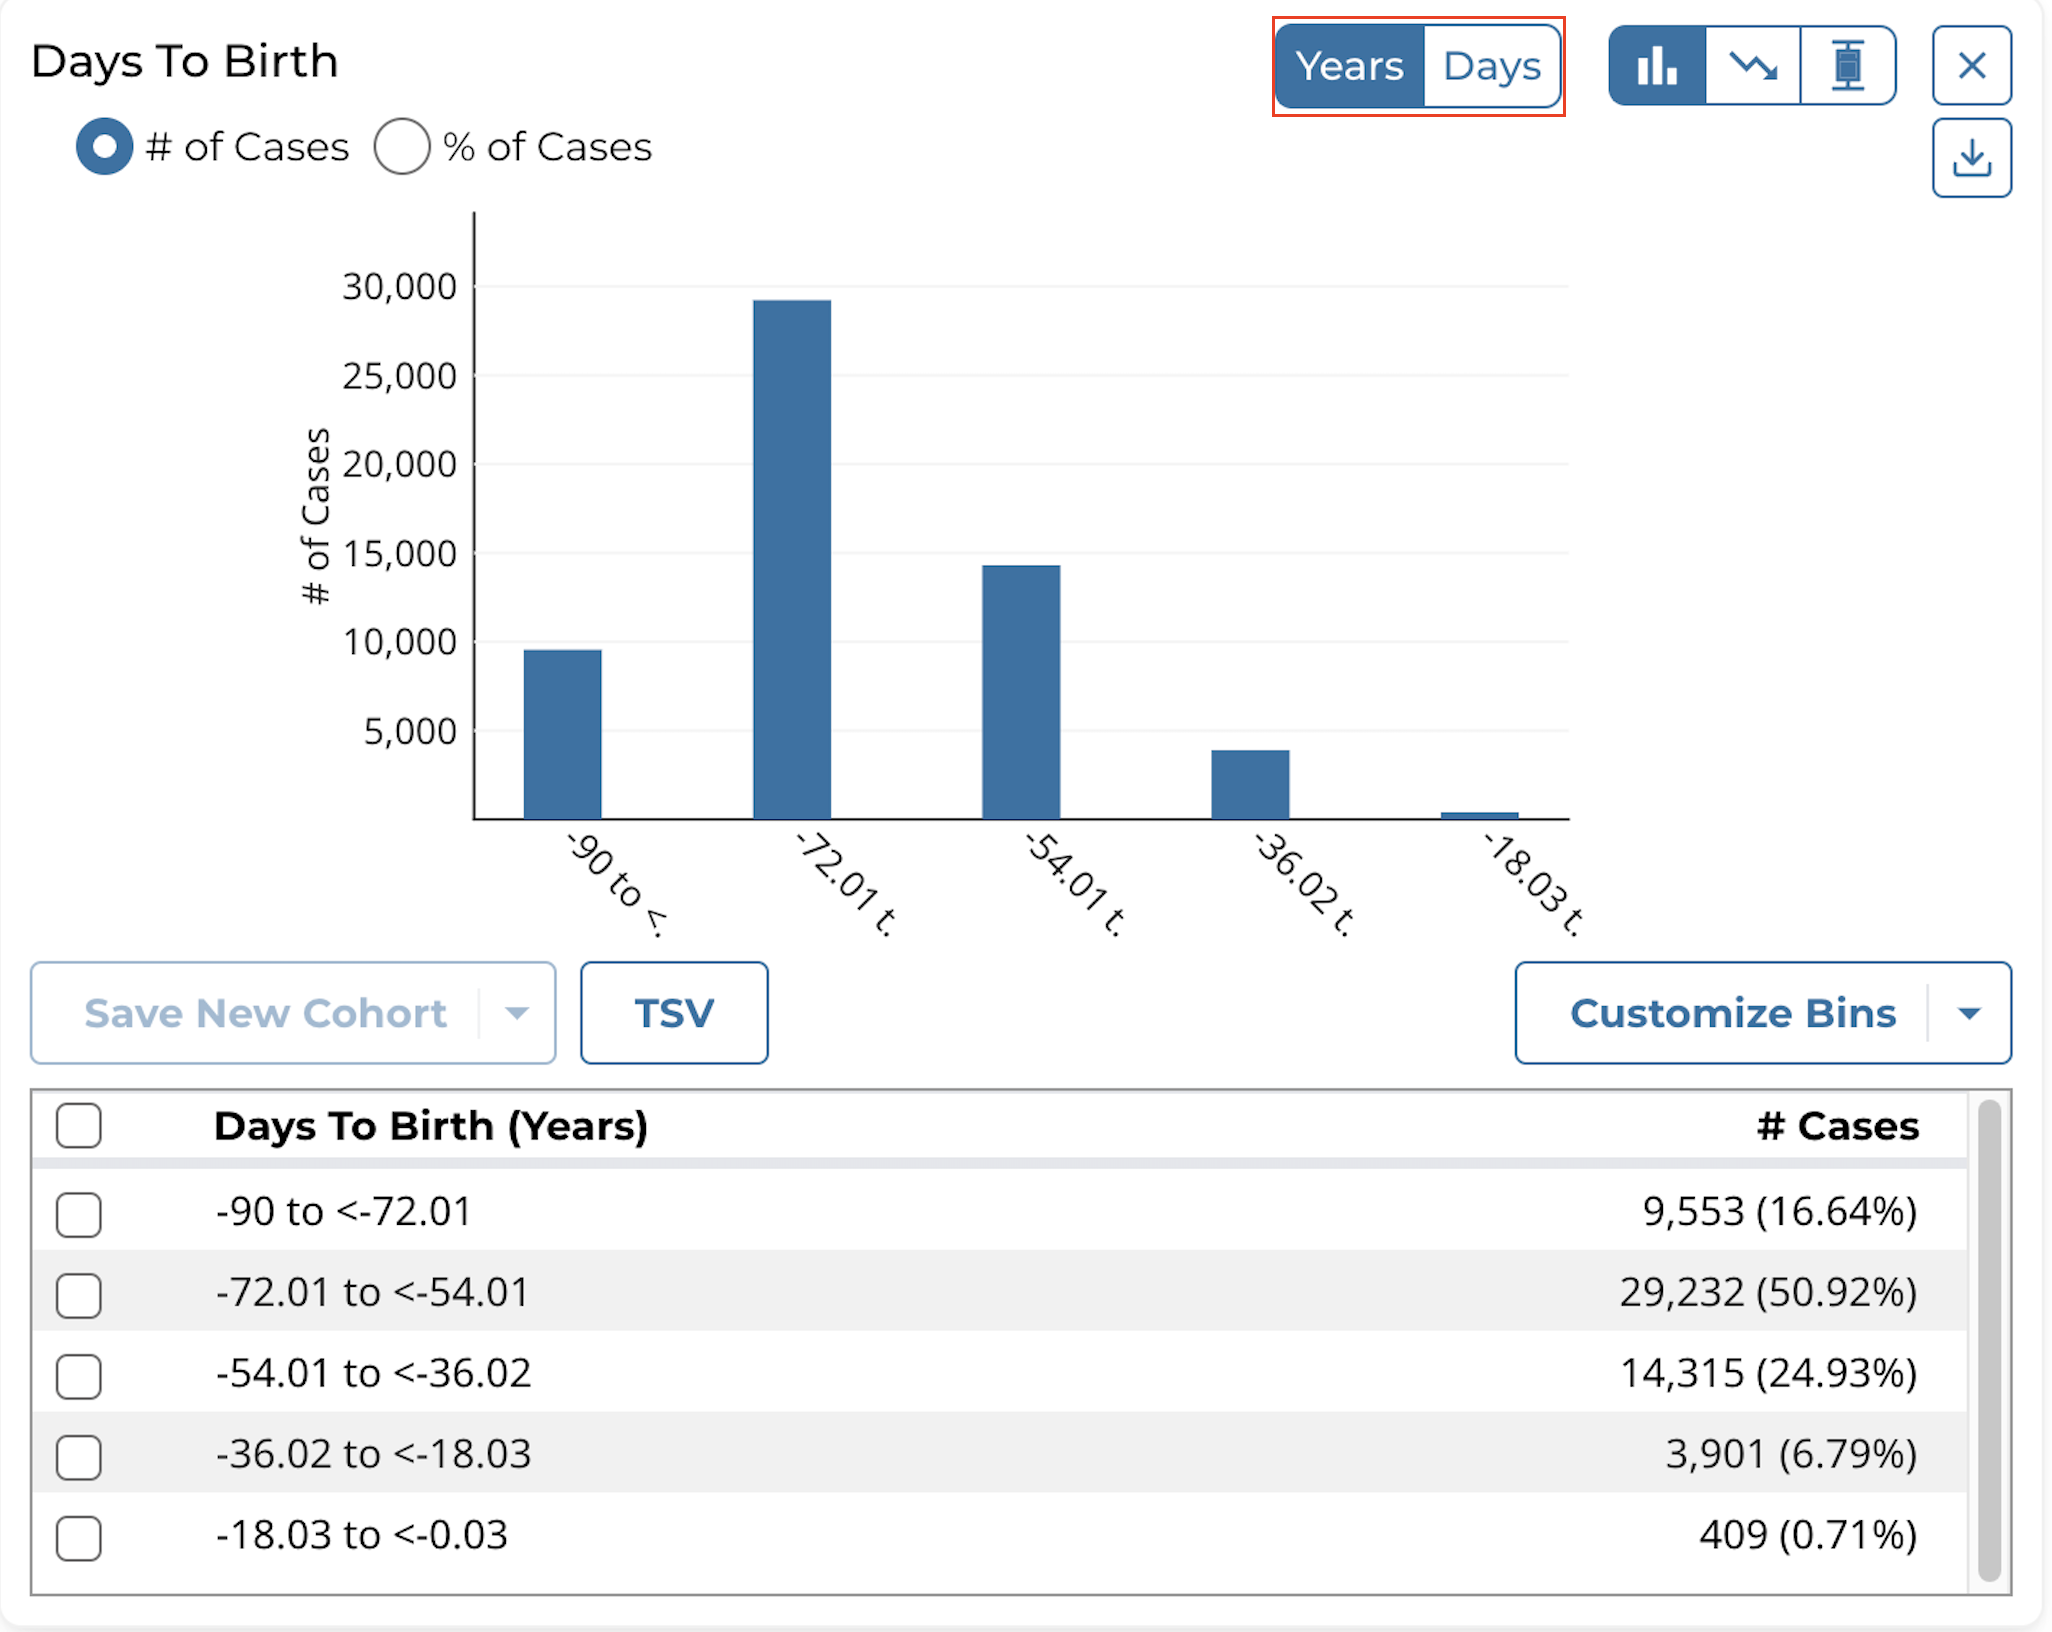 Days To Birth
Years Days
# of Cases % of Cases
# of Cases
30,000
25,000
20,000
15,000
10,000
5,000
-90 to <.
-72.01 t.
-54.01 t.
-36.02 t.
-18.03 t.
Save New Cohort
TSV
Customize Bins
Days To Birth (Years) # Cases
-90 to <-72.01 9,553 (16.64%)
-72.01 to <-54.01 29,232 (50.92%)
-54.01 to <-36.02 14,315 (24.93%)
-36.02 to <-18.03 3,901 (6.79%)
-18.03 to <-0.03 409 (0.71%)